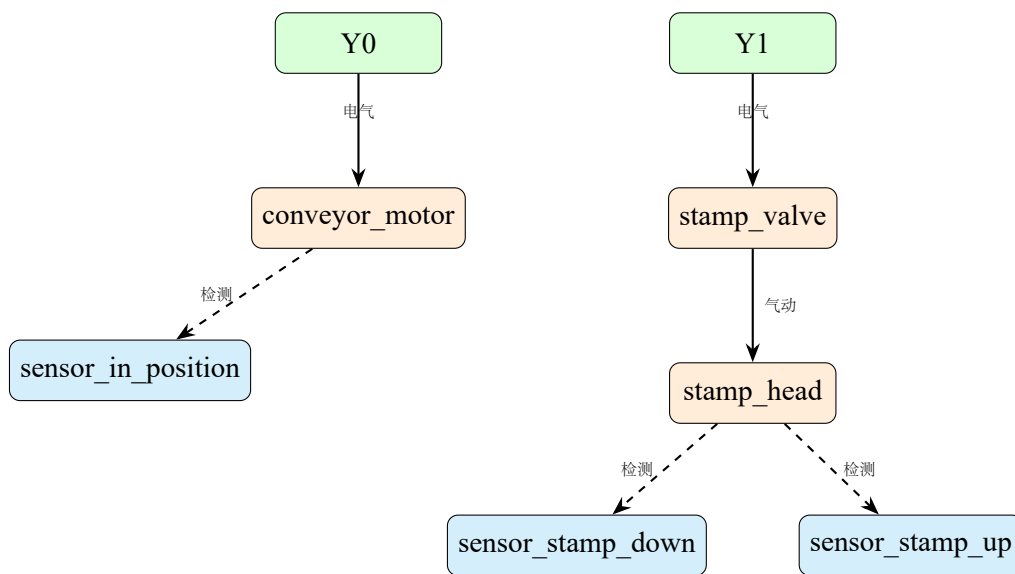 Y0
Y1
电气
电气
conveyor_motor
stamp_valve
检测
气动
sensor_in_position
stamp_head
检测
检测
sensor_stamp_down
sensor_stamp_up